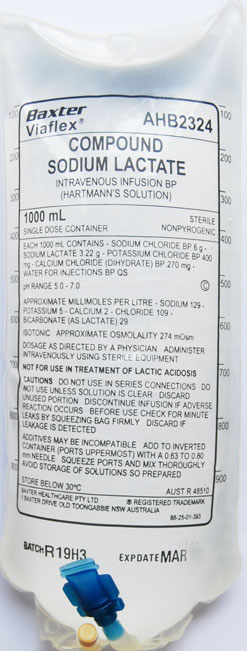 Baxter
Viaflex®
AHB2324
COMPOUND
SODIUM LACTATE
INTRAVENOUS INFUSION BP
(HARTMANN'S SOLUTION)
1000 mL
STERILE
SINGLE DOSE CONTAINER
NONPYROGENIC
EACH 1000 mL CONTAINS - SODIUM CHLORIDE BP 6 g -
SODIUM LACTATE 3.22 g - POTASSIUM CHLORIDE BP 400
mg - CALCIUM CHLORIDE (DIHYDRATE) BP 270 mg -
WATER FOR INJECTIONS BP QS
pH RANGE 5.0 - 7.0
APPROXIMATE MILLIMOLES PER LITRE - SODIUM 129 -
POTASSIUM 5 - CALCIUM 2 - CHLORIDE 109 -
BICARBONATE (AS LACTATE) 29
ISOTONIC APPROXIMATE OSMOLALITY 274 mOsm
DOSAGE AS DIRECTED BY A PHYSICIAN ADMINISTER
INTRAVENOUSLY USING STERILE EQUIPMENT
NOT FOR USE IN TREATMENT OF LACTIC ACIDOSIS
CAUTIONS DO NOT USE IN SERIES CONNECTIONS DO
NOT USE UNLESS SOLUTION IS CLEAR DISCARD
UNUSED PORTION DISCONTINUE INFUSION IF ADVERSE
REACTION OCCURS BEFORE USE CHECK FOR MINUTE
LEAKS BY SQUEEZING BAG FIRMLY DISCARD IF
LEAKAGE IS DETECTED
ADDITIVES MAY BE INCOMPATIBLE ADD TO INVERTED
CONTAINER (PORTS UPPERMOST) WITH A 0.63 TO 0.80
mm NEEDLE SQUEEZE PORTS AND MIX THOROUGHLY
AVOID STORAGE OF SOLUTIONS SO PREPARED
STORE BELOW 30°C
AUST R 48510
BAXTER HEALTHCARE PTY LTD
® REGISTERED TRADEMARK
1 BAXTER DRIVE OLD TOONGABBIE NSW AUSTRALIA
88-25-01-393
BATCH R19H3
EXP DATE MAR